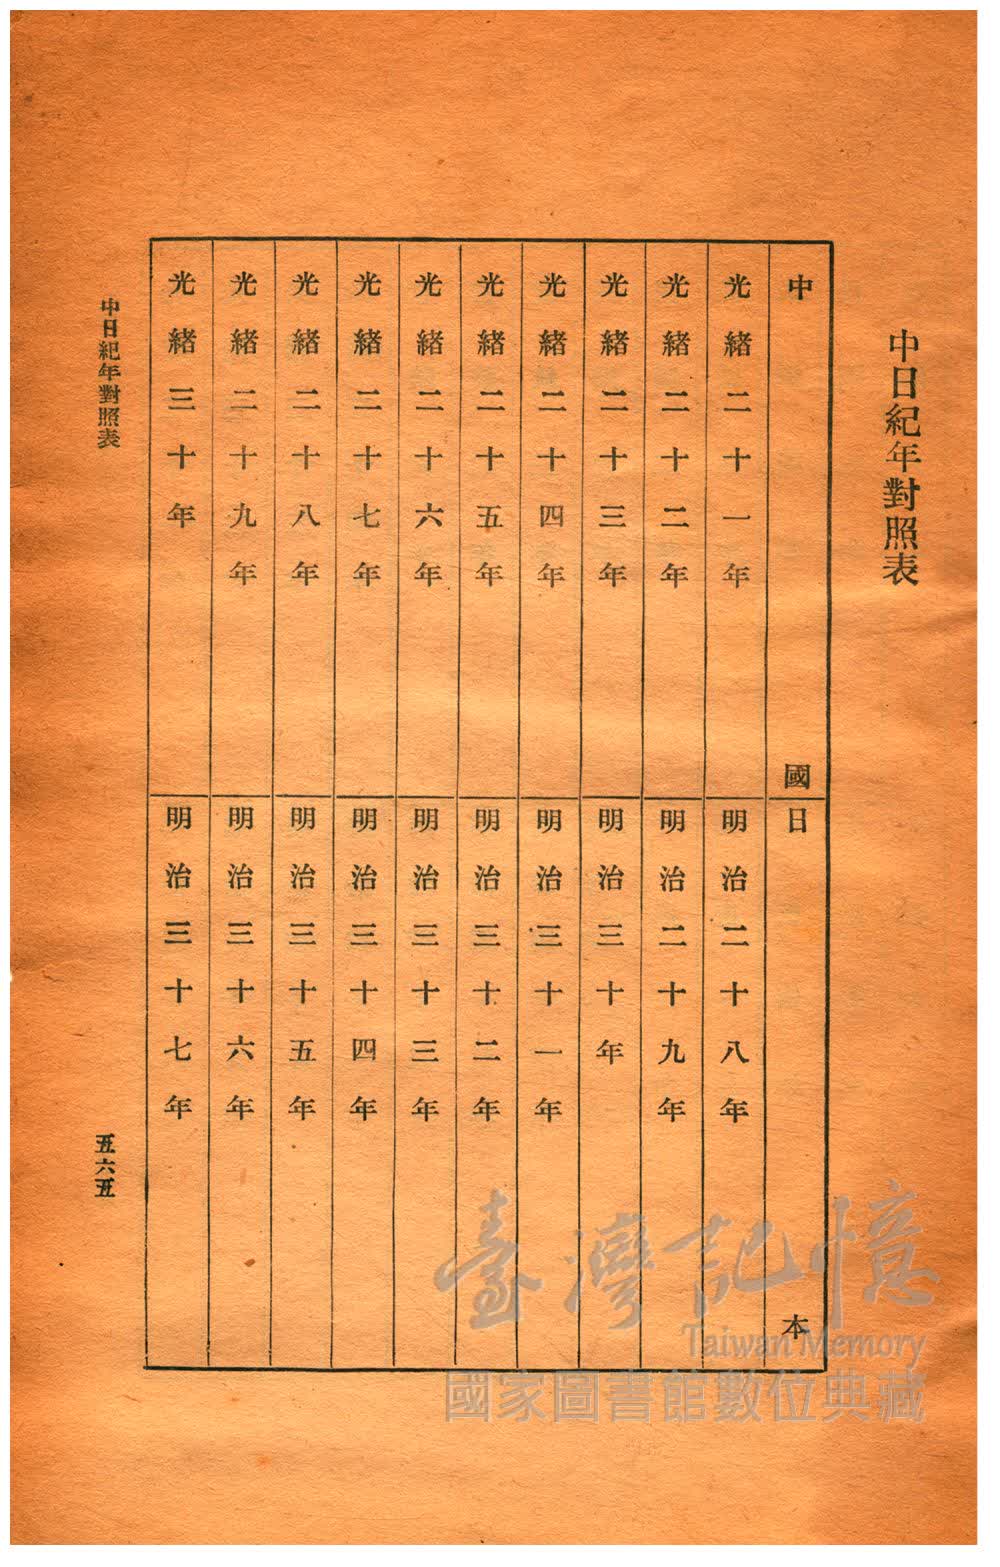 中日紀年對照表
中國
日本
光緒二十一年
明治二十八年
光緒二十二年
明治二十九年
光緒二十三年
明治三十年
光緒二十四年
明治三十一年
光緒二十五年
明治三十二年
光緒二十六年
明治三十三年
光緒二十七年
明治三十四年
光緒二十八年
明治三十五年
光緒二十九年
明治三十六年
光緒三十年
明治三十七年
中日紀年對照表
五六五
臺灣記憶
Taiwan Memory
國家圖書館數位典藏